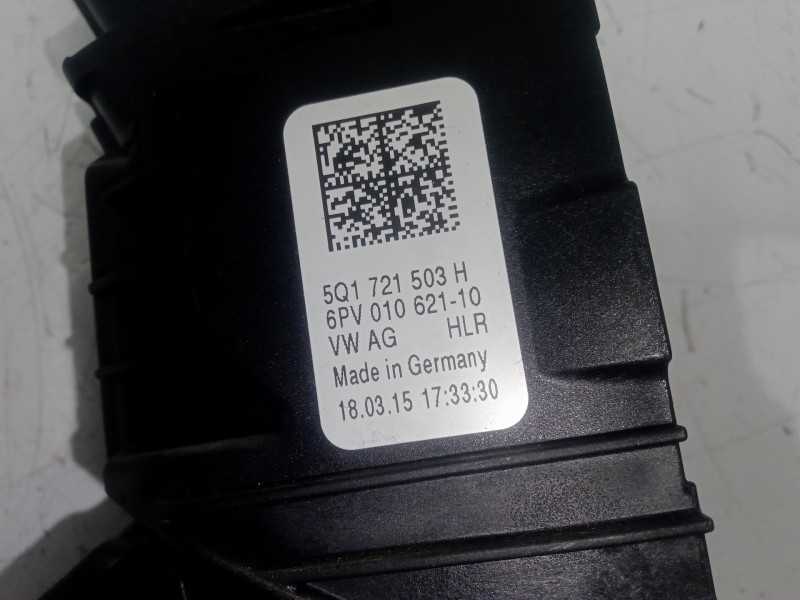 5Q1 721 503 H
6PV 010 621-10
VW AG HLR
Made in Germany
18.03.15 17:33:30